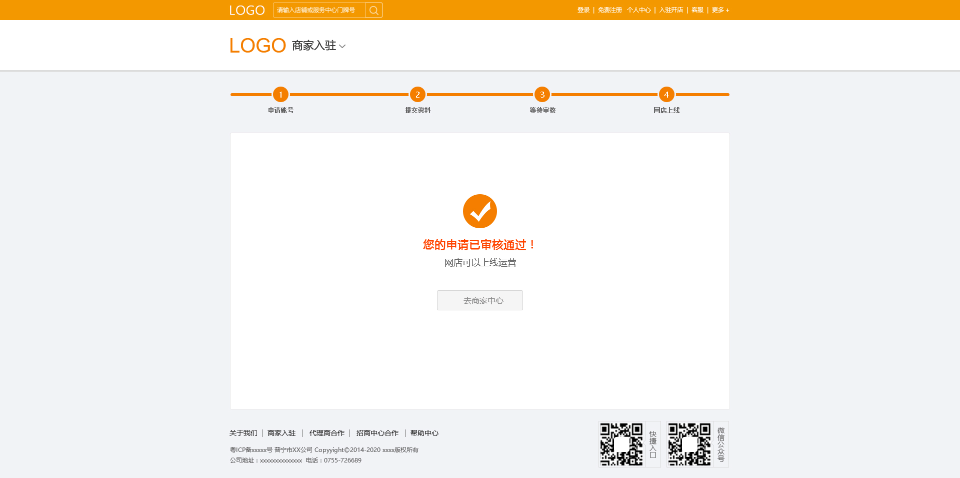 LOGO 请输入店铺或服务中心门牌号 登录 | 免费注册 个人中心 | 入驻开店 | 客服 | 更多 +
LOGO 商家入驻
1 2 3 4
申请账号 提交资料 等待审核 网店上线
您的申请已审核通过！
网店可以上线运营
去商家中心
关于我们 | 商家入驻 | 代理商合作 | 招商中心合作 | 帮助中心
粤ICP备xxxxx号 普宁市XX公司 Copyyight©2014-2020 xxxx版权所有
公司地址：xxxxxxxxxxxxxx 电话：0755-726689
快捷入口
微信公众号